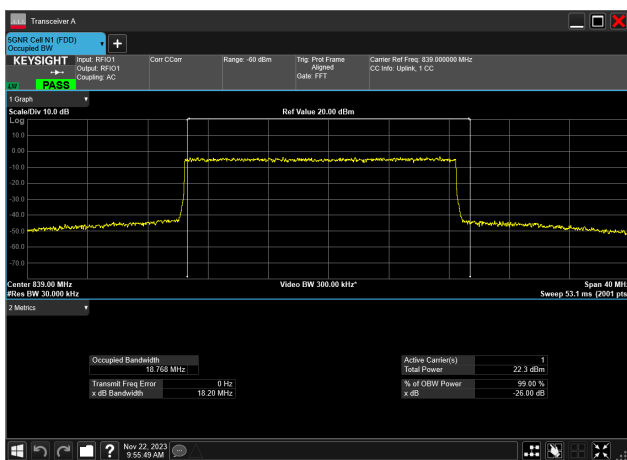 Transceiver A
5GNR Cell N1 (FDD)
Occupied BW
KEYSIGHT
LXI
PASS
Input: RFIO1
Output: RFIO1
Coupling: AC
Corr CCorr
Range: -60 dBm
Trig: Prot Frame
Aligned
Gate: FFT
Carrier Ref Freq: 839.000000 MHz
CC Info: Uplink, 1 CC
1 Graph
Scale/Div 10.0 dB
Ref Value 20.00 dBm
Log
10.0
0.00
-10.0
-20.0
-30.0
-40.0
-50.0
-60.0
-70.0
Center 839.00 MHz
Video BW 300.00 kHz*
Span 40 MH
#Res BW 30.000 kHz
Sweep 53.1 ms (2001 pts
2 Metrics
Occupied Bandwidth
18.768 MHz
Active Carrier(s) 1
Total Power 22.3 dBm
Transmit Freq Error 0 Hz
x dB Bandwidth 18.20 MHz
% of OBW Power 99.00 %
x dB -26.00 dB
?
Nov 22, 2023
9:55:49 AM